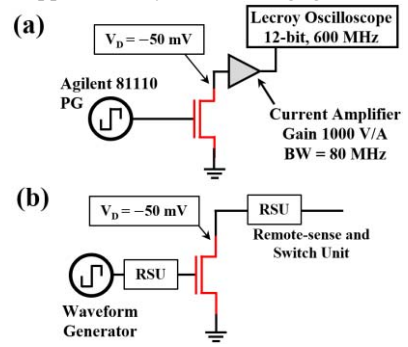 (a)
Lecroy Oscilloscope
12-bit, 600 MHz
V_D = −50 mV
Agilent 81110
PG
Current Amplifier
Gain 1000 V/A
BW = 80 MHz
(b)
V_D = −50 mV
RSU
Remote-sense and
Switch Unit
RSU
Waveform
Generator